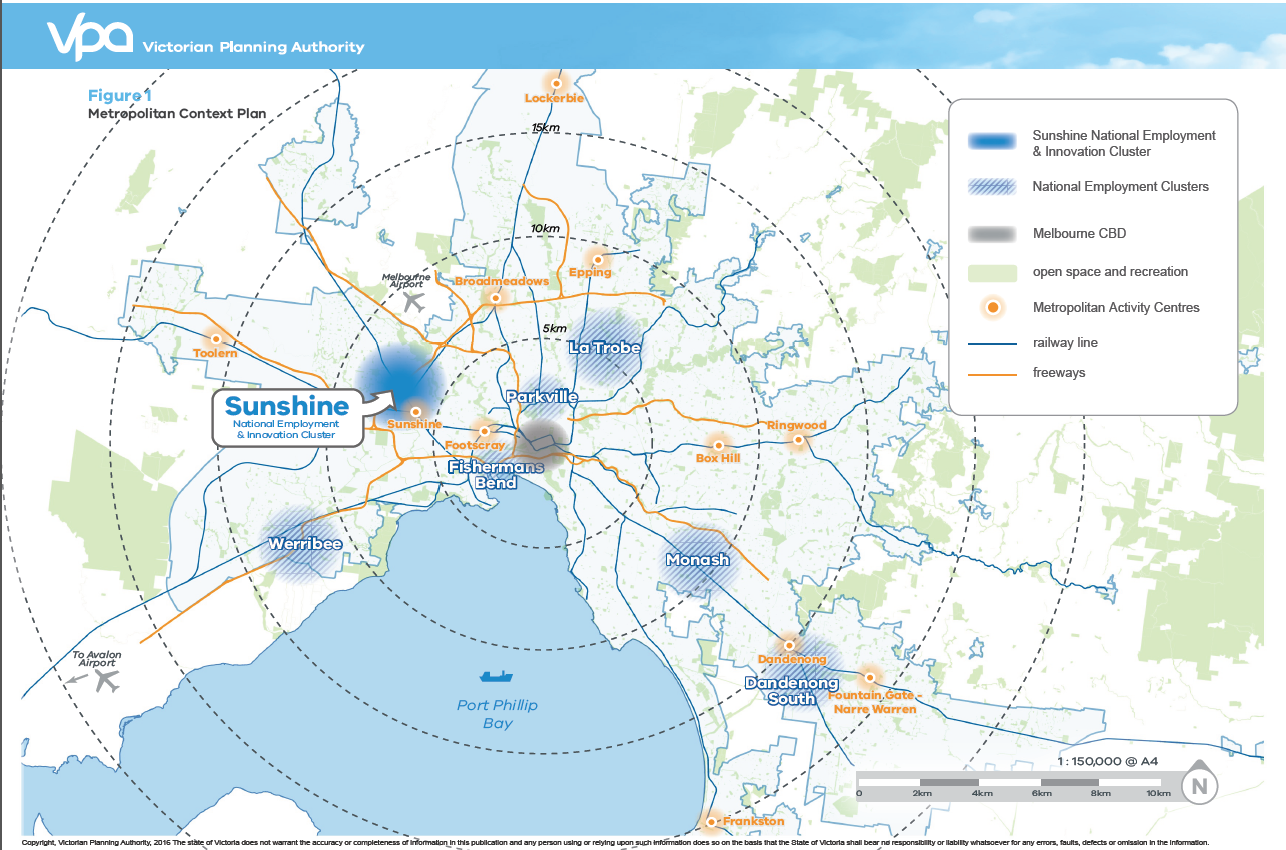 vpa Victorian Planning Authority
Figure 1
Metropolitan Context Plan
Lockerbie
15km
Sunshine National Employment
& Innovation Cluster
National Employment Clusters
Melbourne CBD
open space and recreation
Metropolitan Activity Centres
railway line
freeways
10km
Epping
Melbourne
Airport
Broadmeadows
5km
La Trobe
Toolern
Parkville
Sunshine
National Employment
& Innovation Cluster
Sunshine
Footscray
Ringwood
Box Hill
Fishermans
Bend
Werribee
Monash
To Avalon
Airport
Dandenong
Dandenong
South
Fountain Gate -
Narre Warren
Port Phillip
Bay
1 : 150,000 @ A4
0 2km 4km 6km 8km 10km
N
Frankston
Copyright, Victorian Planning Authority, 2016 The state of Victoria does not warrant the accuracy or completeness of information in this publication and any person using or relying upon such information does so on the basis that the State of Victoria shall bear no responsibility or liability whatsoever for any errors, faults, defects or omission in the information.